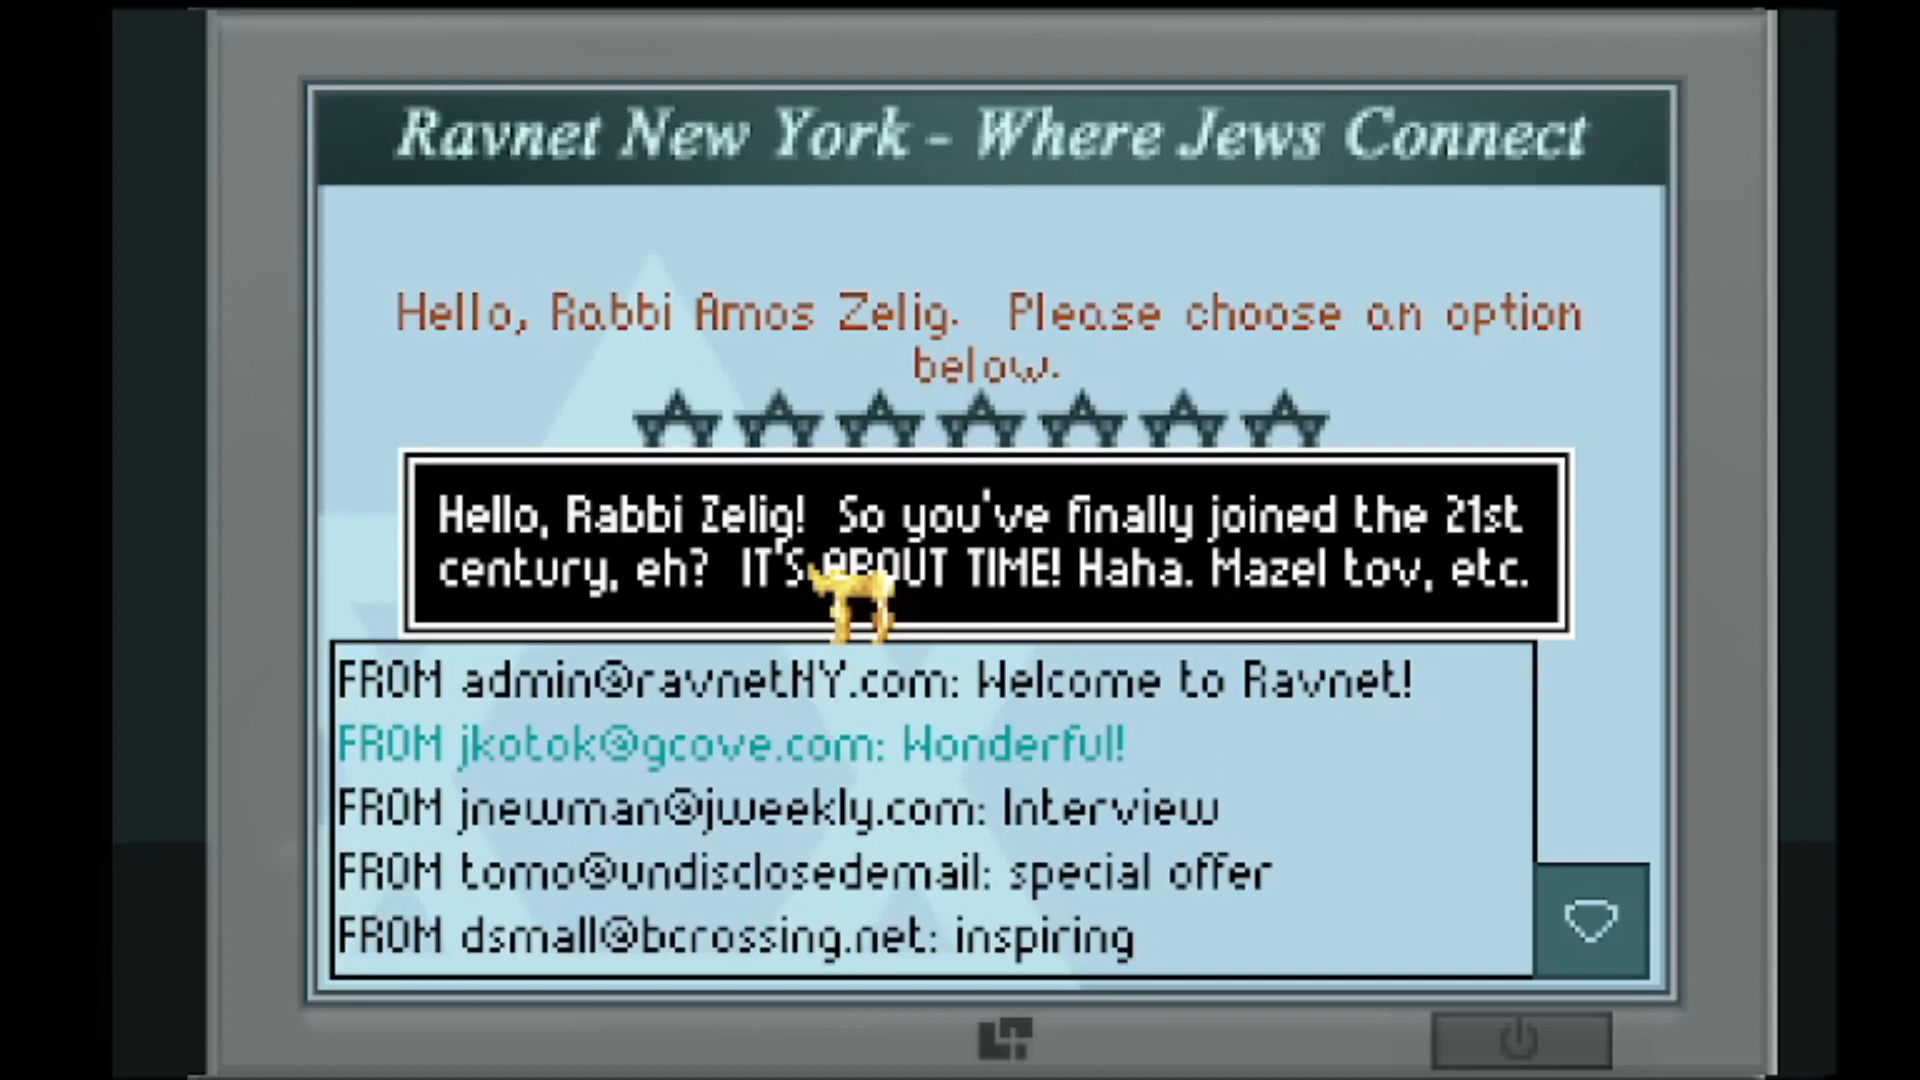 Ravnet New York - Where Jews Connect
Hello, Rabbi Amos Zelig.  Please choose an option
below.
Hello, Rabbi Zelig!  So you've finally joined the 21st
century, eh?  IT'S ABOUT TIME! Haha. Mazel tov, etc.
FROM admin@ravnetNY.com: Welcome to Ravnet!
FROM jkotok@gcove.com: Wonderful!
FROM jnewman@jweekly.com: Interview
FROM tomo@undisclosedemail: special offer
FROM dsmall@bcrossing.net: inspiring